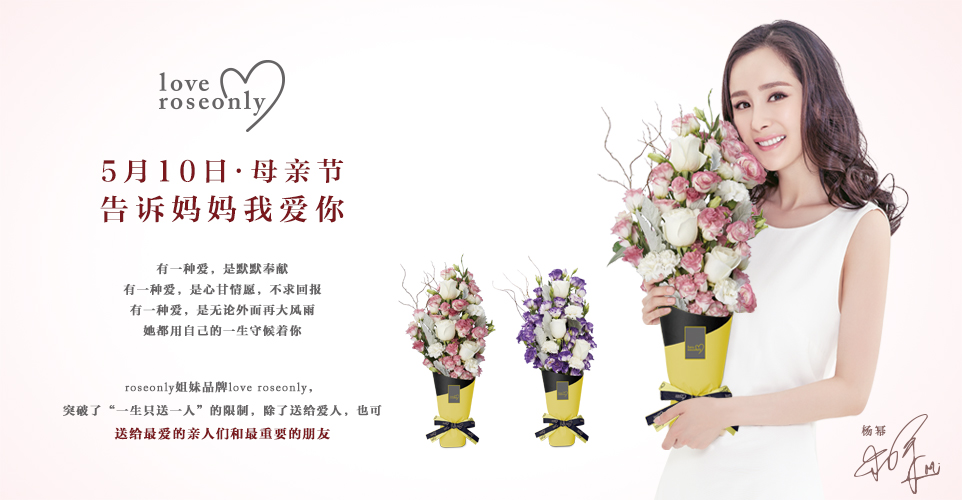 love
roseonly
5月10日·母亲节
告诉妈妈我爱你
有一种爱，是默默奉献
有一种爱，是心甘情愿，不求回报
有一种爱，是无论外面再大风雨
她都用自己的一生守候着你
roseonly姐妹品牌love roseonly，
突破了“一生只送一人”的限制，除了送给爱人，也可
送给最爱的亲人们和最重要的朋友
love
roseonly
杨幂